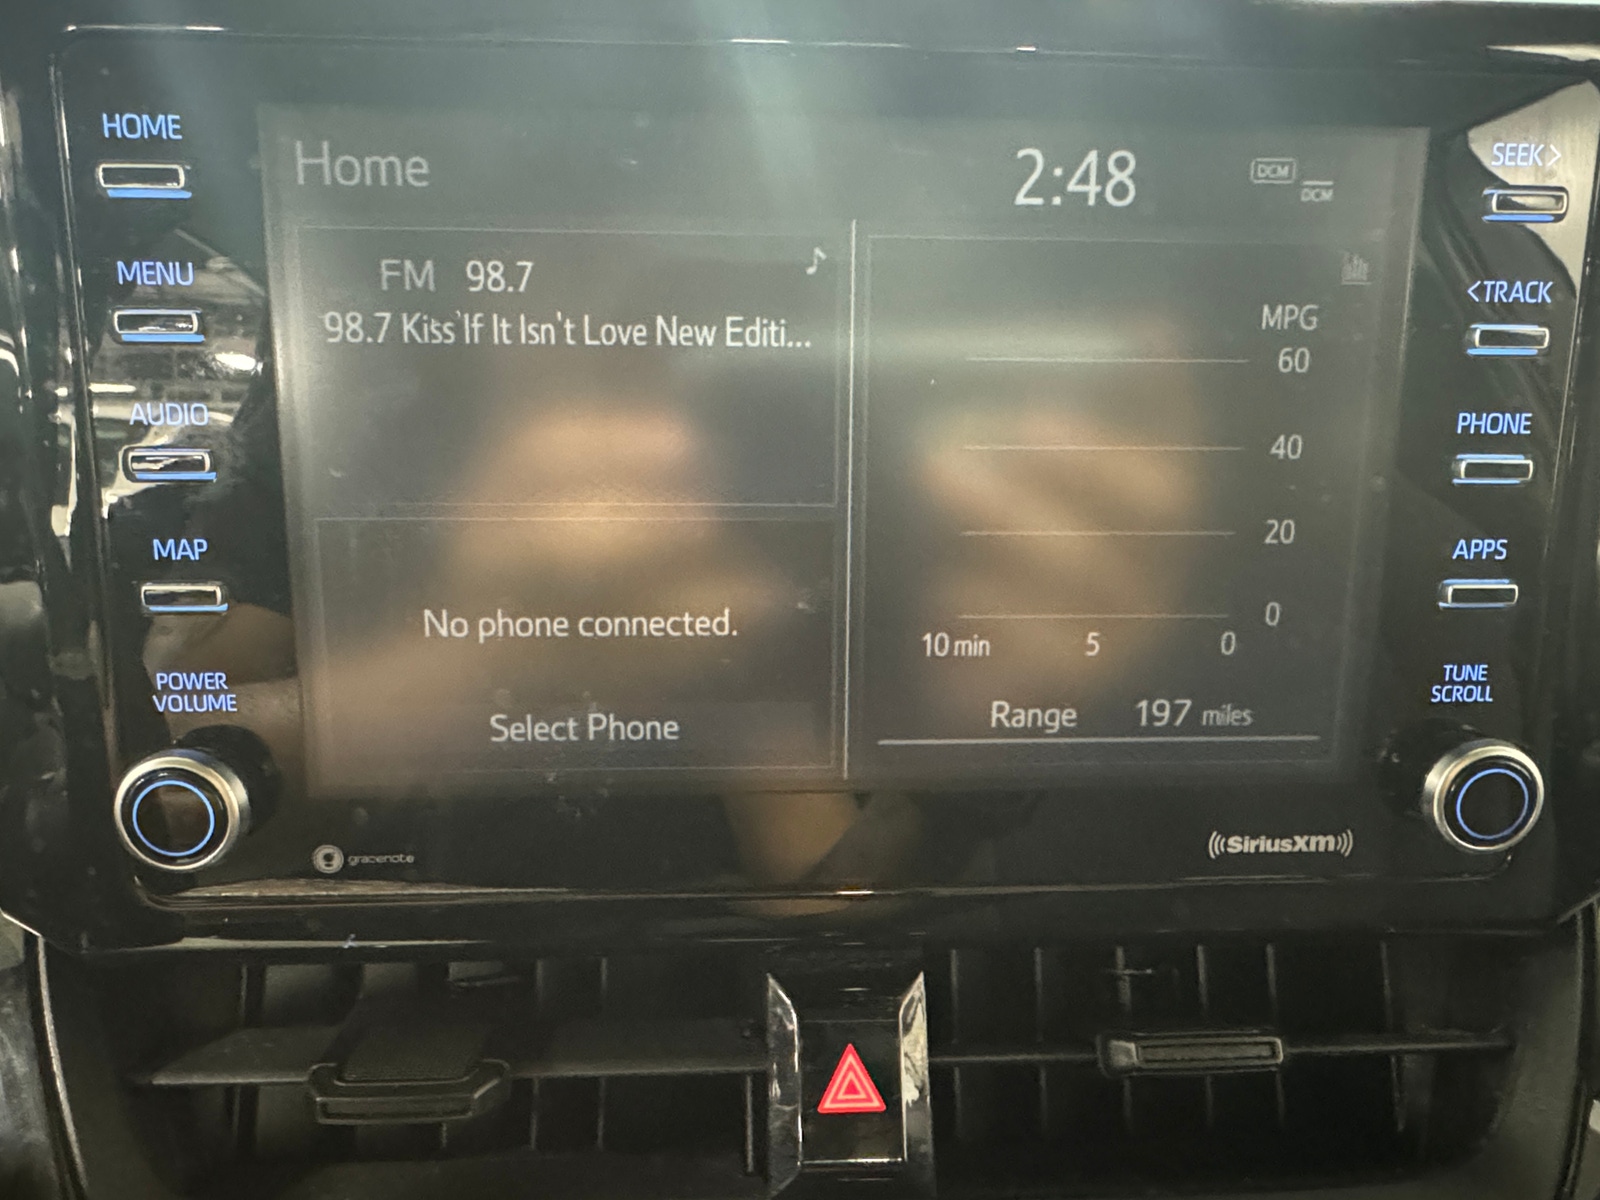 HOME
MENU
AUDIO
MAP
POWER
VOLUME
Home
2:48
DCM
DCM
FM 98.7
98.7 Kiss'If It Isn't Love New Editi...
No phone connected.
Select Phone
MPG
60
40
20
0
10 min 5 0
Range 197 miles
SEEK>
<TRACK
PHONE
APPS
TUNE
SCROLL
gracenote
((SiriusXM))